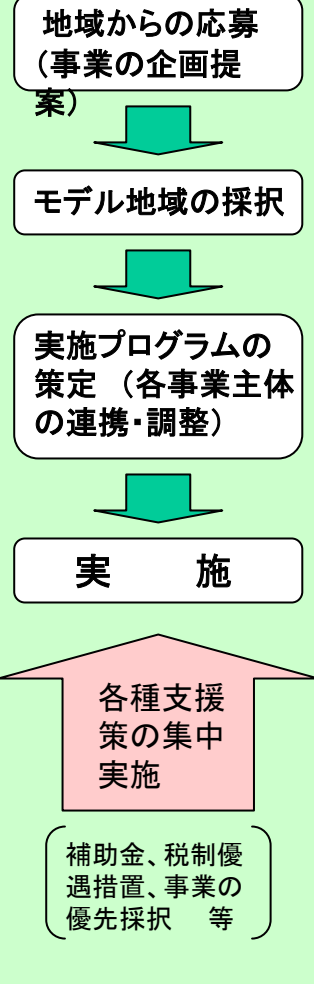 地域からの応募
（事業の企画提
案）
モデル地域の採択
実施プログラムの
策定　（各事業主体
の連携・調整）
実　　施
各種支援
策の集中
実施
補助金、税制優
遇措置、事業の
優先採択　等